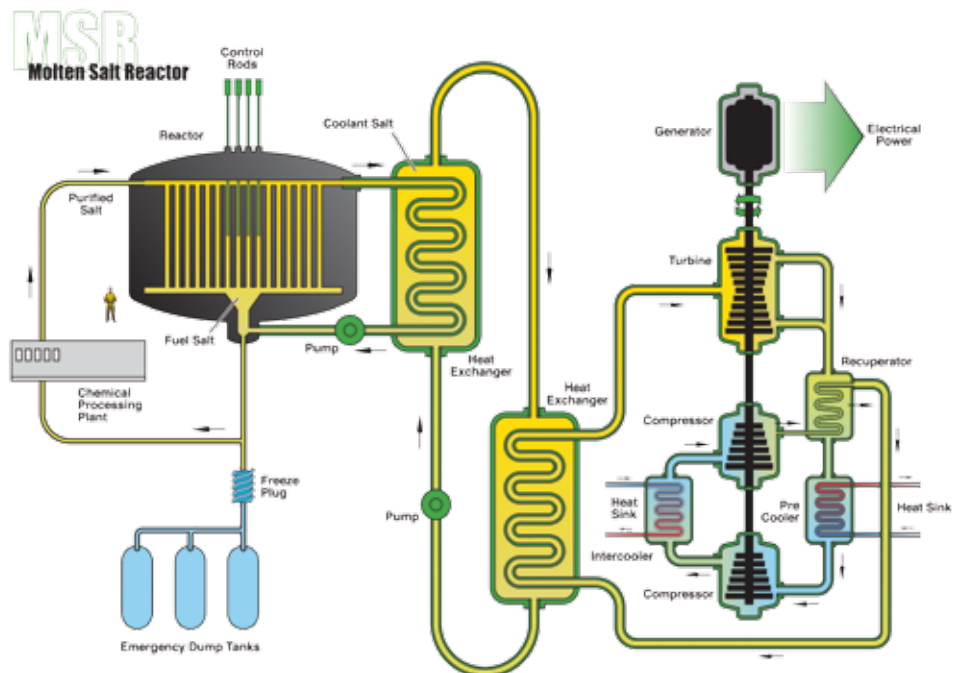 MSR
Molten Salt Reactor
Control
Rods
Reactor
Coolant Salt
Purified
Salt
Fuel Salt
Pump
Heat
Exchanger
Chemical
Processing
Plant
Freeze
Plug
Emergency Dump Tanks
Pump
Heat
Exchanger
Generator
Electrical
Power
Turbine
Recuperator
Compressor
Heat
Sink
Pre
Cooler
Heat Sink
Intercooler
Compressor